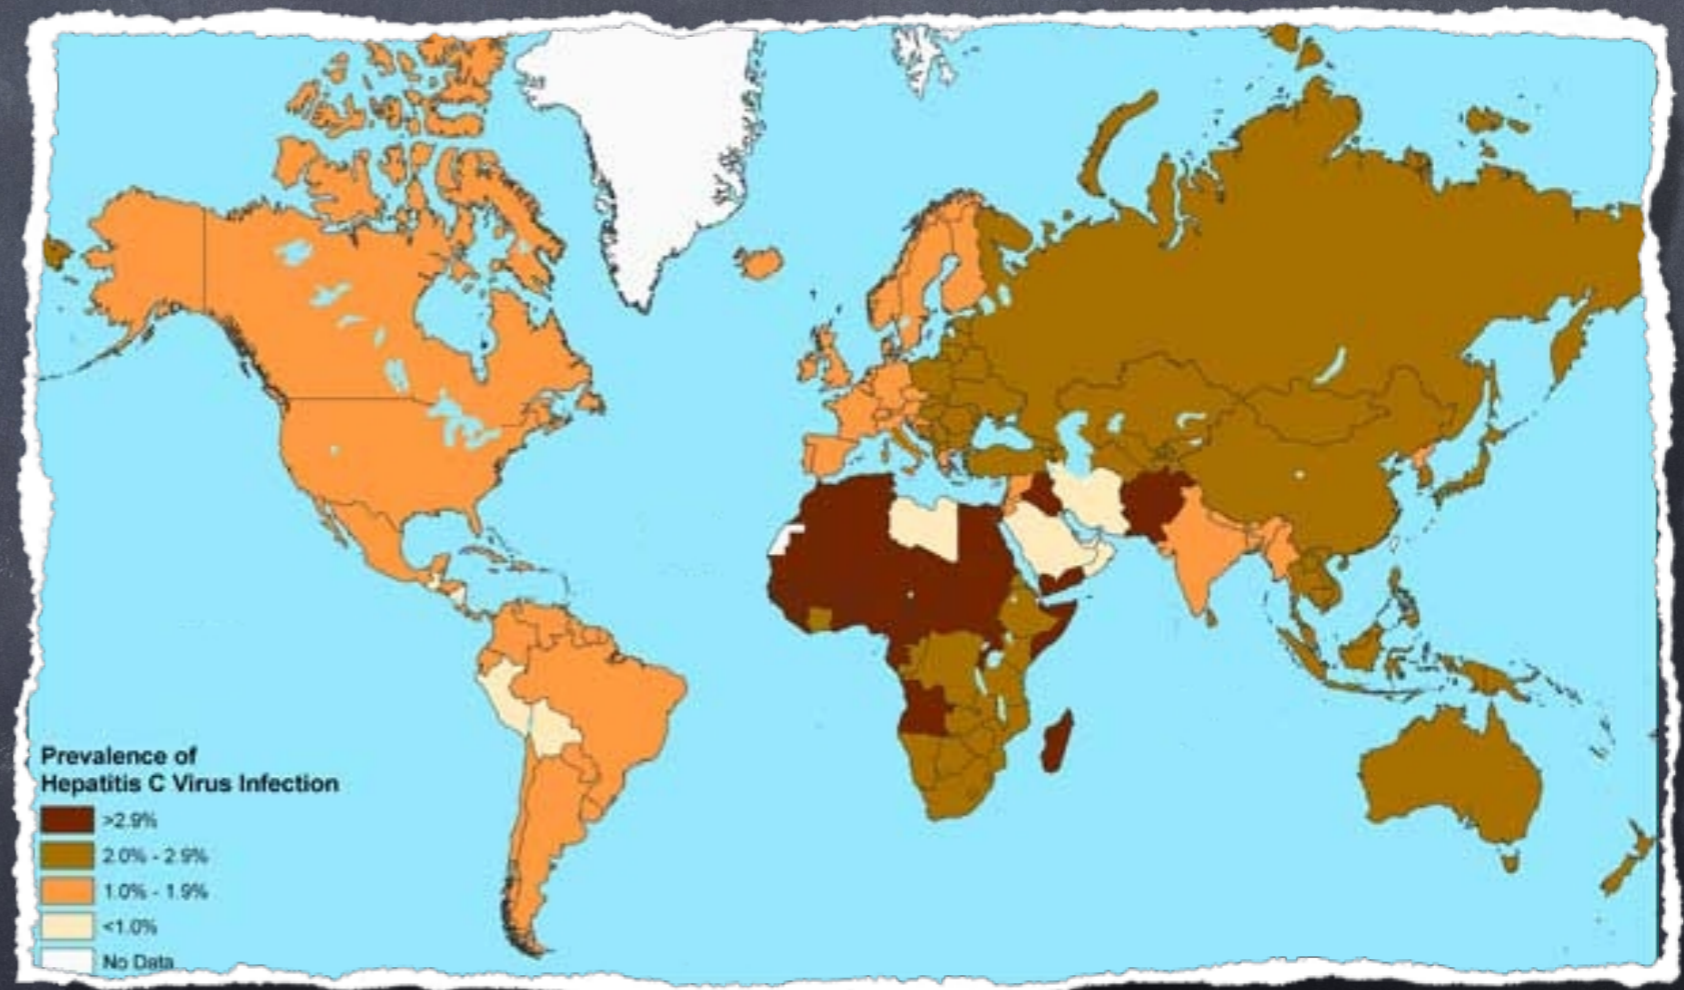 Prevalence of
Hepatitis C Virus Infection
>2.9%
2.0% - 2.9%
1.0% - 1.9%
<1.0%
No Data